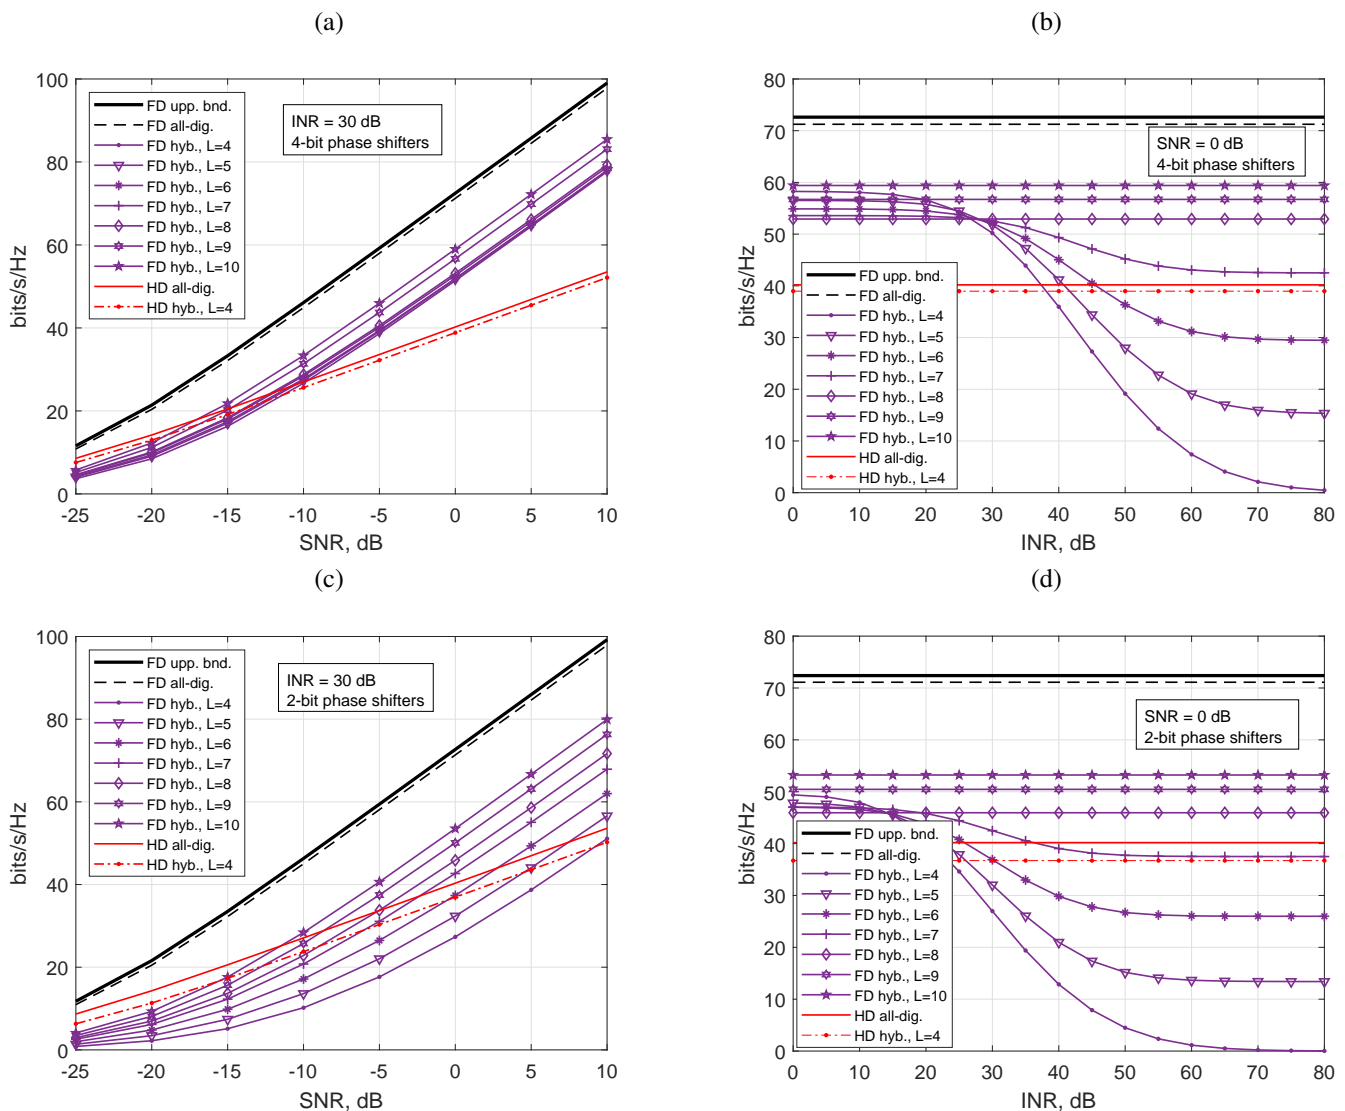 (a)
100
80
60
40
20
0
-25
-20
-15
-10
-5
0
5
10
bits/s/Hz
SNR, dB
FD upp. bnd.
FD all-dig.
FD hyb., L=4
FD hyb., L=5
FD hyb., L=6
FD hyb., L=7
FD hyb., L=8
FD hyb., L=9
FD hyb., L=10
HD all-dig.
HD hyb., L=4
INR = 30 dB
4-bit phase shifters
(b)
80
70
60
50
40
30
20
10
0
0
10
20
30
40
50
60
70
80
bits/s/Hz
INR, dB
SNR = 0 dB
4-bit phase shifters
FD upp. bnd.
FD all-dig.
FD hyb., L=4
FD hyb., L=5
FD hyb., L=6
FD hyb., L=7
FD hyb., L=8
FD hyb., L=9
FD hyb., L=10
HD all-dig.
HD hyb., L=4
(c)
100
80
60
40
20
0
-25
-20
-15
-10
-5
0
5
10
bits/s/Hz
SNR, dB
FD upp. bnd.
FD all-dig.
FD hyb., L=4
FD hyb., L=5
FD hyb., L=6
FD hyb., L=7
FD hyb., L=8
FD hyb., L=9
FD hyb., L=10
HD all-dig.
HD hyb., L=4
INR = 30 dB
2-bit phase shifters
(d)
80
70
60
50
40
30
20
10
0
0
10
20
30
40
50
60
70
80
bits/s/Hz
INR, dB
SNR = 0 dB
2-bit phase shifters
FD upp. bnd.
FD all-dig.
FD hyb., L=4
FD hyb., L=5
FD hyb., L=6
FD hyb., L=7
FD hyb., L=8
FD hyb., L=9
FD hyb., L=10
HD all-dig.
HD hyb., L=4